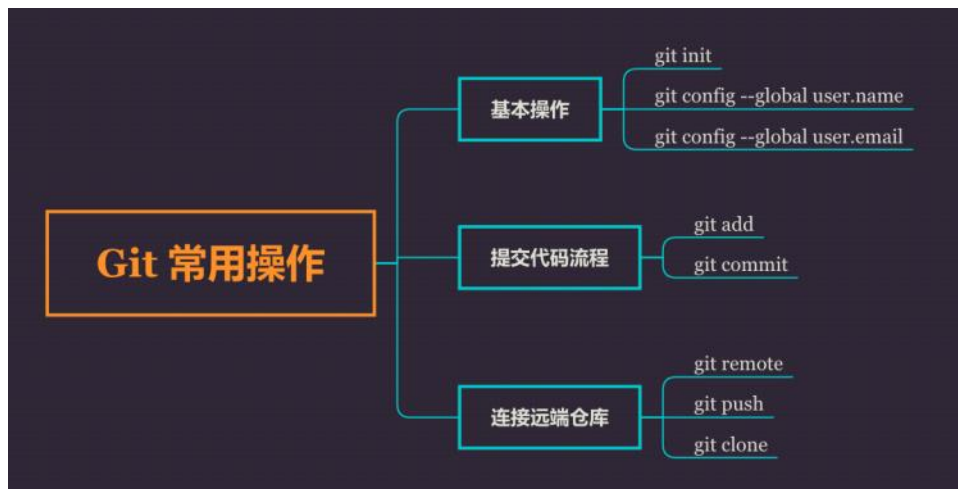 Git 常用操作
基本操作
git init
git config --global user.name
git config --global user.email
提交代码流程
git add
git commit
连接远端仓库
git remote
git push
git clone